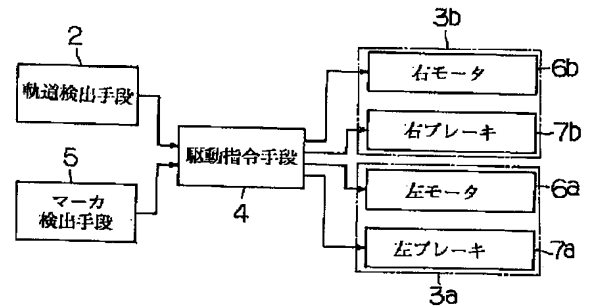 2
軌道検出手段
5
マーカ
検出手段
駆動指令手段
4
3b
右モータ
6b
右ブレーキ
7b
左モータ
6a
左ブレーキ
7a
3a